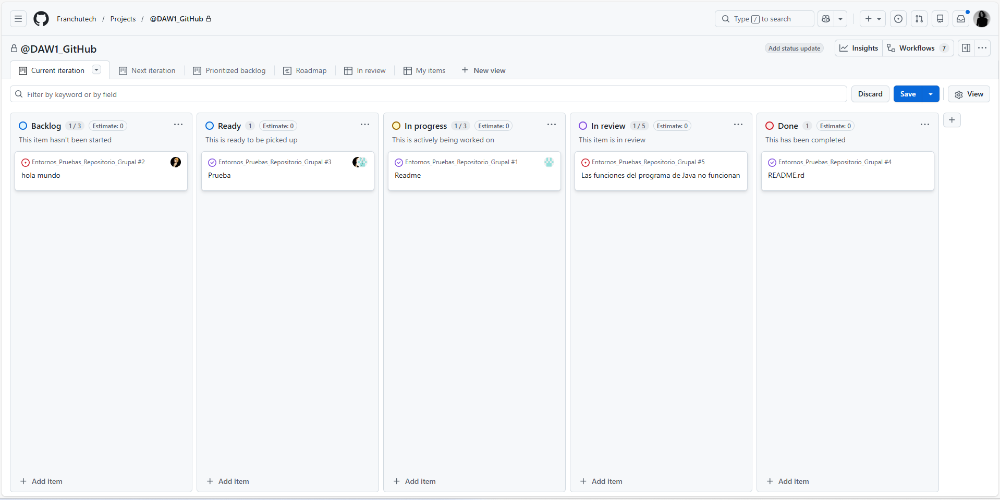 Franchutech / Projects / @DAW1_GitHub
Type / to search
@DAW1_GitHub
Add status update
Insights
Workflows 7
Current iteration
Next iteration
Prioritized backlog
Roadmap
In review
My items
New view
Filter by keyword or by field
Discard
Save
View
Backlog 1 / 3 Estimate: 0
This item hasn't been started
Entornos_Pruebas_Repositorio_Grupal #2
hola mundo
Add item
Ready 1 Estimate: 0
This is ready to be picked up
Entornos_Pruebas_Repositorio_Grupal #3
Prueba
Add item
In progress 1 / 3 Estimate: 0
This is actively being worked on
Entornos_Pruebas_Repositorio_Grupal #1
Readme
Add item
In review 1 / 5 Estimate: 0
This item is in review
Entornos_Pruebas_Repositorio_Grupal #5
Las funciones del programa de Java no funcionan
Add item
Done 1 Estimate: 0
This has been completed
Entornos_Pruebas_Repositorio_Grupal #4
README.rd
Add item